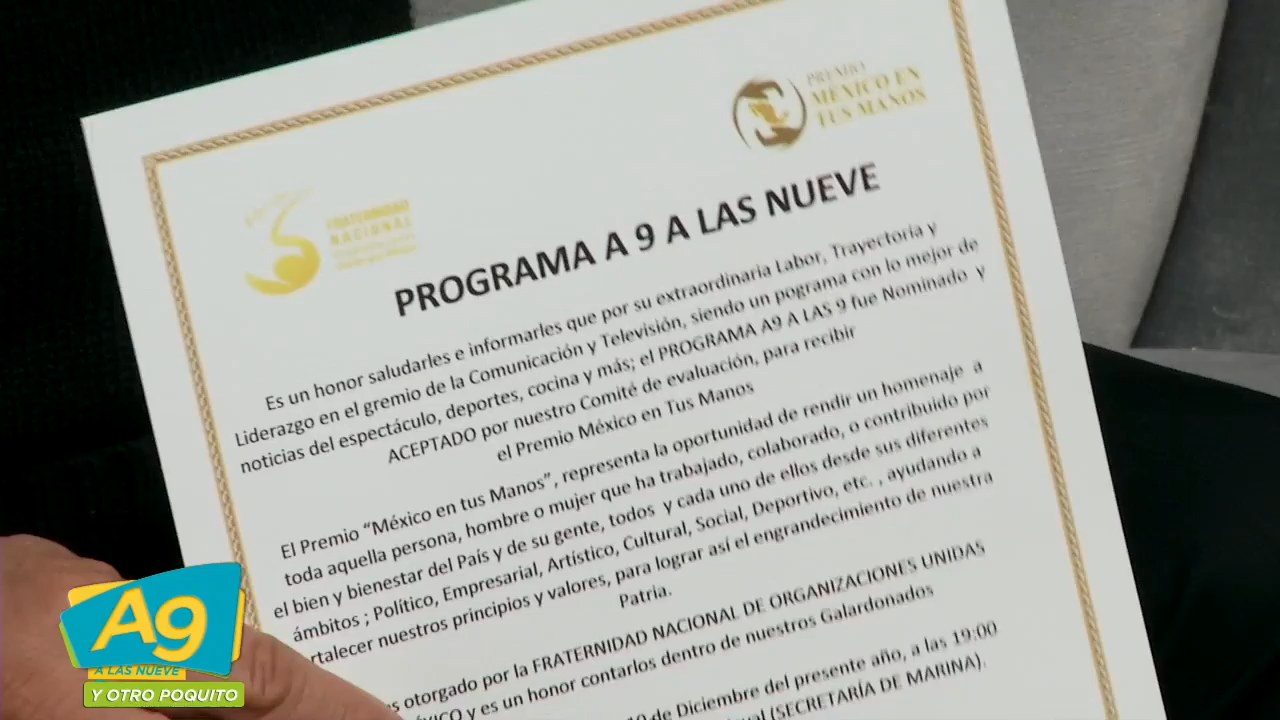 PREMIO
MÉXICO EN
TUS MANOS
FRATERNIDAD
NACIONAL
PROGRAMA A 9 A LAS NUEVE
Es un honor saludarles e informarles que por su extraordinaria Labor, Trayectoria y
Liderazgo en el gremio de la Comunicación y Televisión, siendo un pograma con lo mejor de
noticias del espectáculo, deportes, cocina y más; el PROGRAMA A9 A LAS 9 fue Nominado y
ACEPTADO por nuestro Comité de evaluación, para recibir
el Premio México en Tus Manos
El Premio “México en tus Manos”, representa la oportunidad de rendir un homenaje a
toda aquella persona, hombre o mujer que ha trabajado, colaborado, o contribuido por
el bien y bienestar del País y de su gente, todos y cada uno de ellos desde sus diferentes
ámbitos ; Político, Empresarial, Artístico, Cultural, Social, Deportivo, etc. , ayudando a
rtalecer nuestros principios y valores, para lograr así el engrandecimiento de nuestra
Patria.
s otorgado por la FRATERNIDAD NACIONAL DE ORGANIZACIONES UNIDAS
ÉXICO y es un honor contarlos dentro de nuestros Galardonados
de Diciembre del presente año, a las 19:00
(SECRETARÍA DE MARINA).
A9
A LAS NUEVE
Y OTRO POQUITO